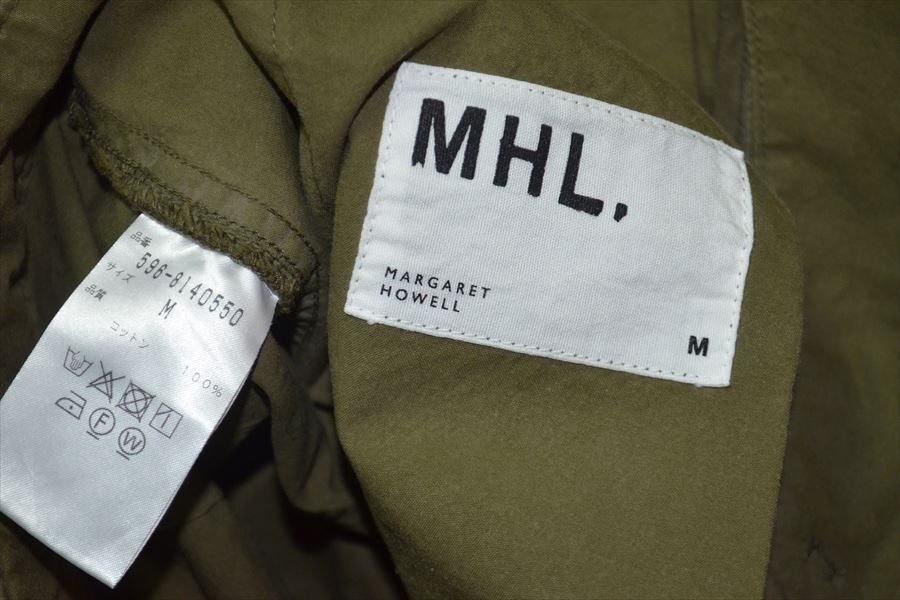 MHL,
MARGARET
HOWELL
M
品番
596-8140550
サイズ
M
品質
コットン
100%
F
W